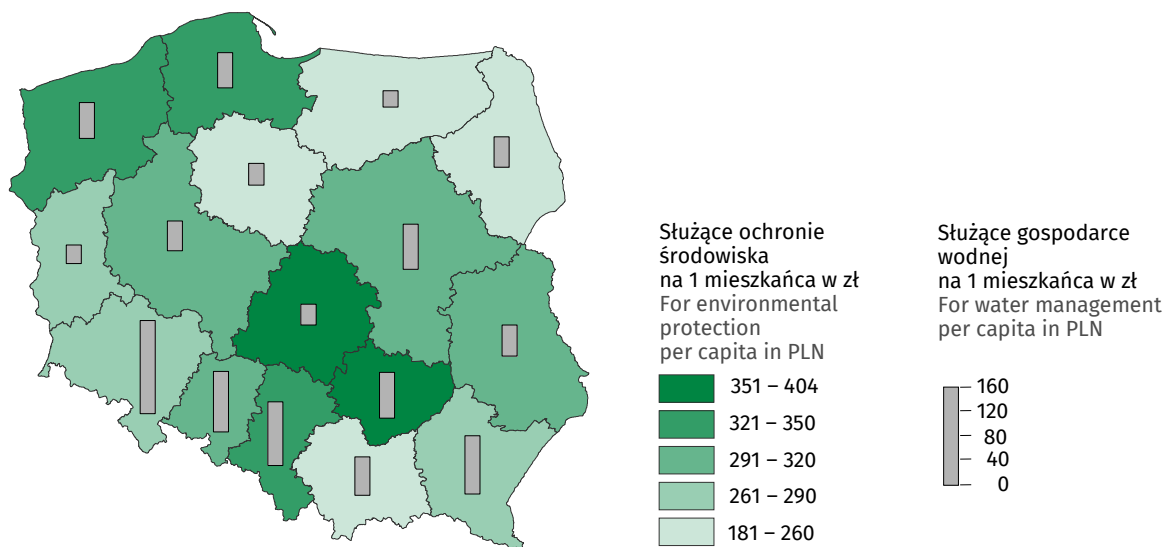 Służące ochronie
środowiska
na 1 mieszkańca w zł
For environmental
protection
per capita in PLN
351 – 404
321 – 350
291 – 320
261 – 290
181 – 260
Służące gospodarce
wodnej
na 1 mieszkańca w zł
For water management
per capita in PLN
160
120
80
40
0